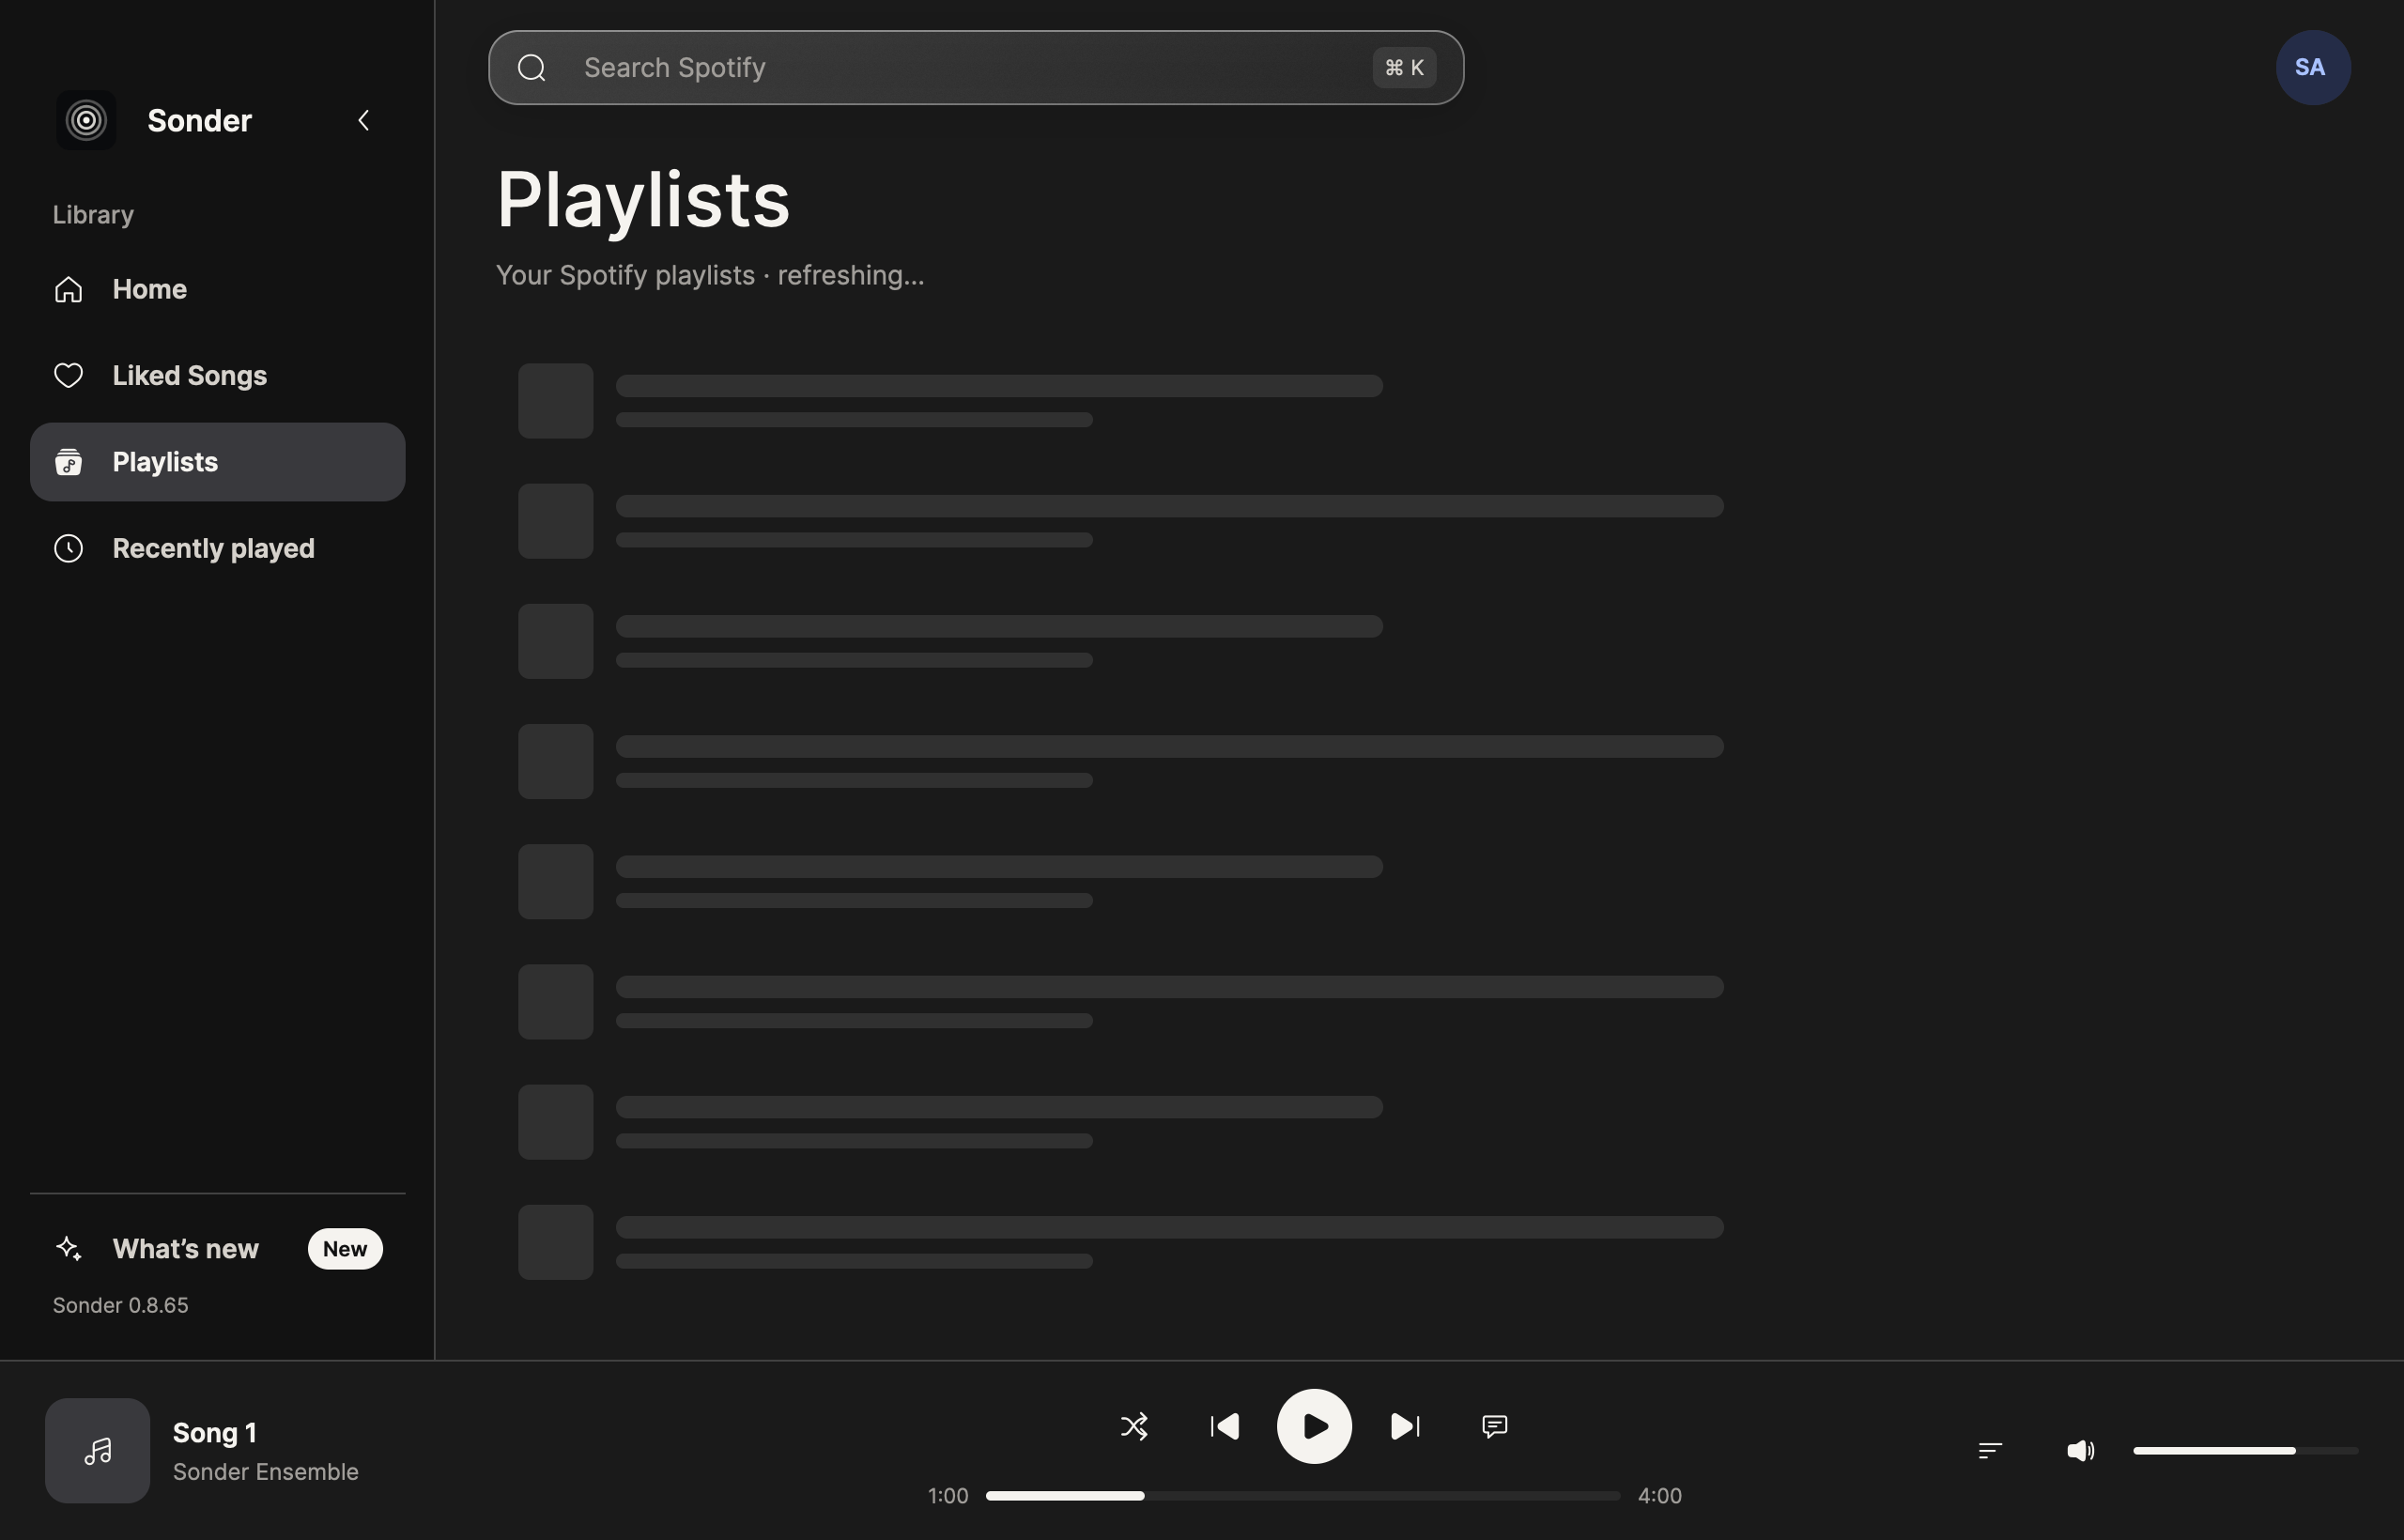 Search Spotify
⌘ K
SA
Sonder
Library
Home
Liked Songs
Playlists
Recently played
What’s new
New
Sonder 0.8.65
Playlists
Your Spotify playlists · refreshing...
Song 1
Sonder Ensemble
1:00
4:00